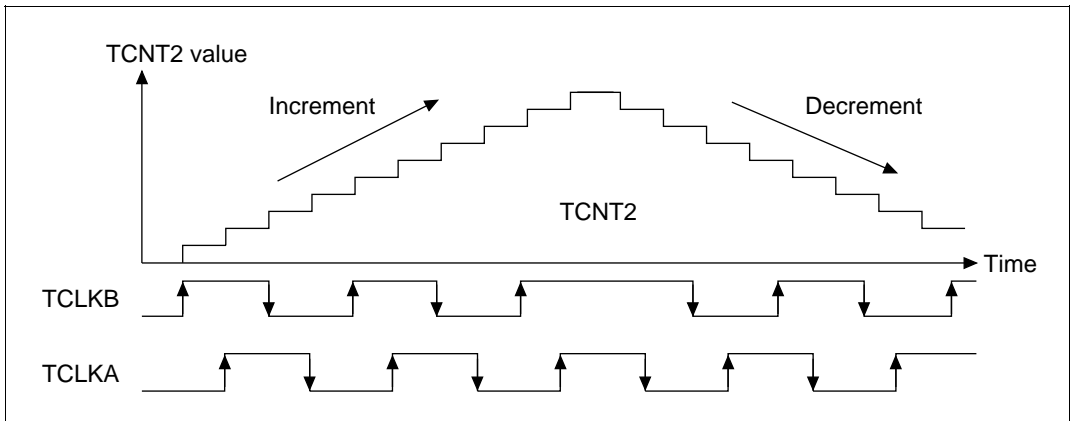 TCNT2 value
Increment
Decrement
TCNT2
Time
TCLKB
TCLKA